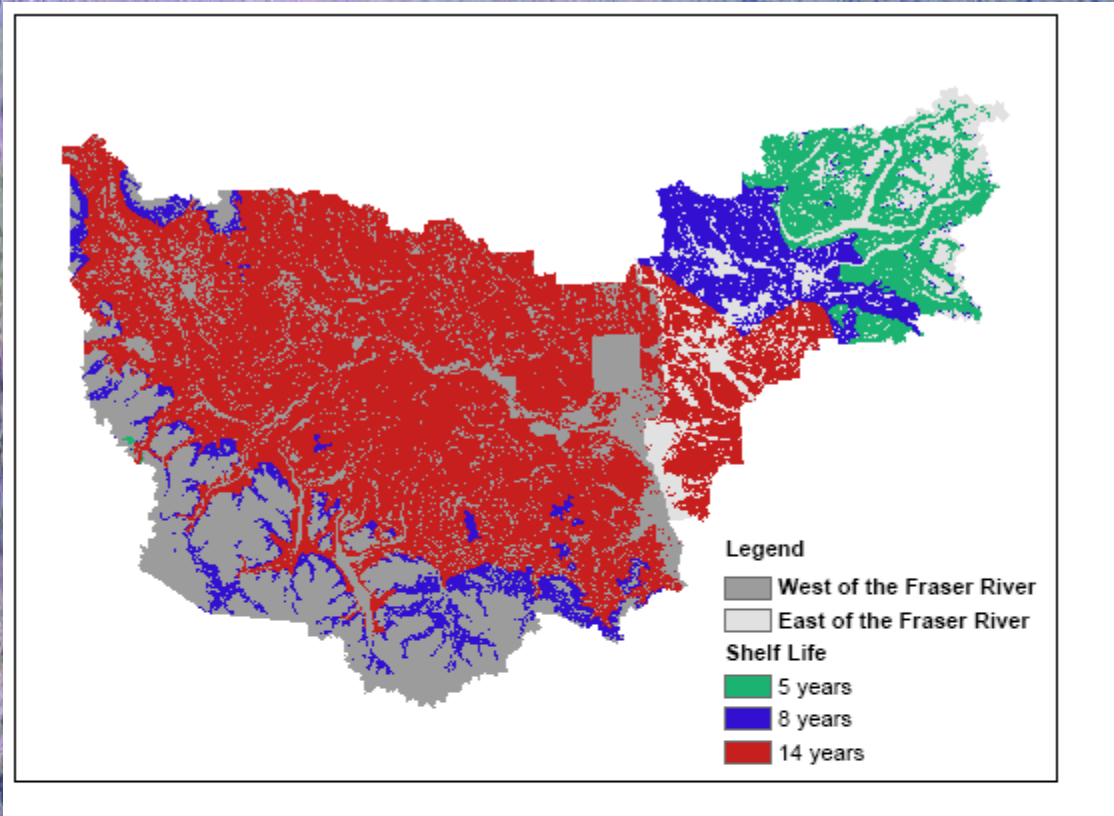 Legend
West of the Fraser River
East of the Fraser River
Shelf Life
5 years
8 years
14 years